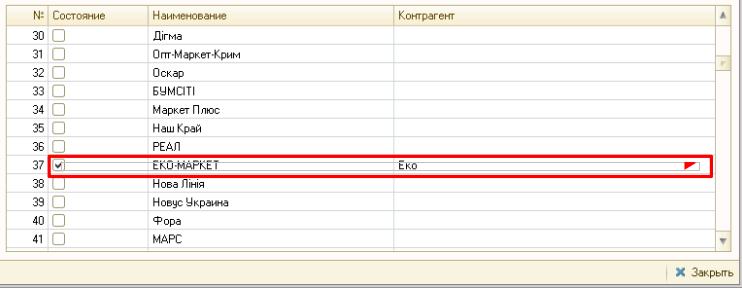 № Состояние Наименование Контрагент
30 Дігма
31 Опт-Маркет-Крим
32 Оскар
33 БУМСІТІ
34 Маркет Плюс
35 Наш Край
36 РЕАЛ
37 ЕКО-МАРКЕТ Еко
38 Нова Лінія
39 Новус Украина
40 Фора
41 МАРС
Закрыть